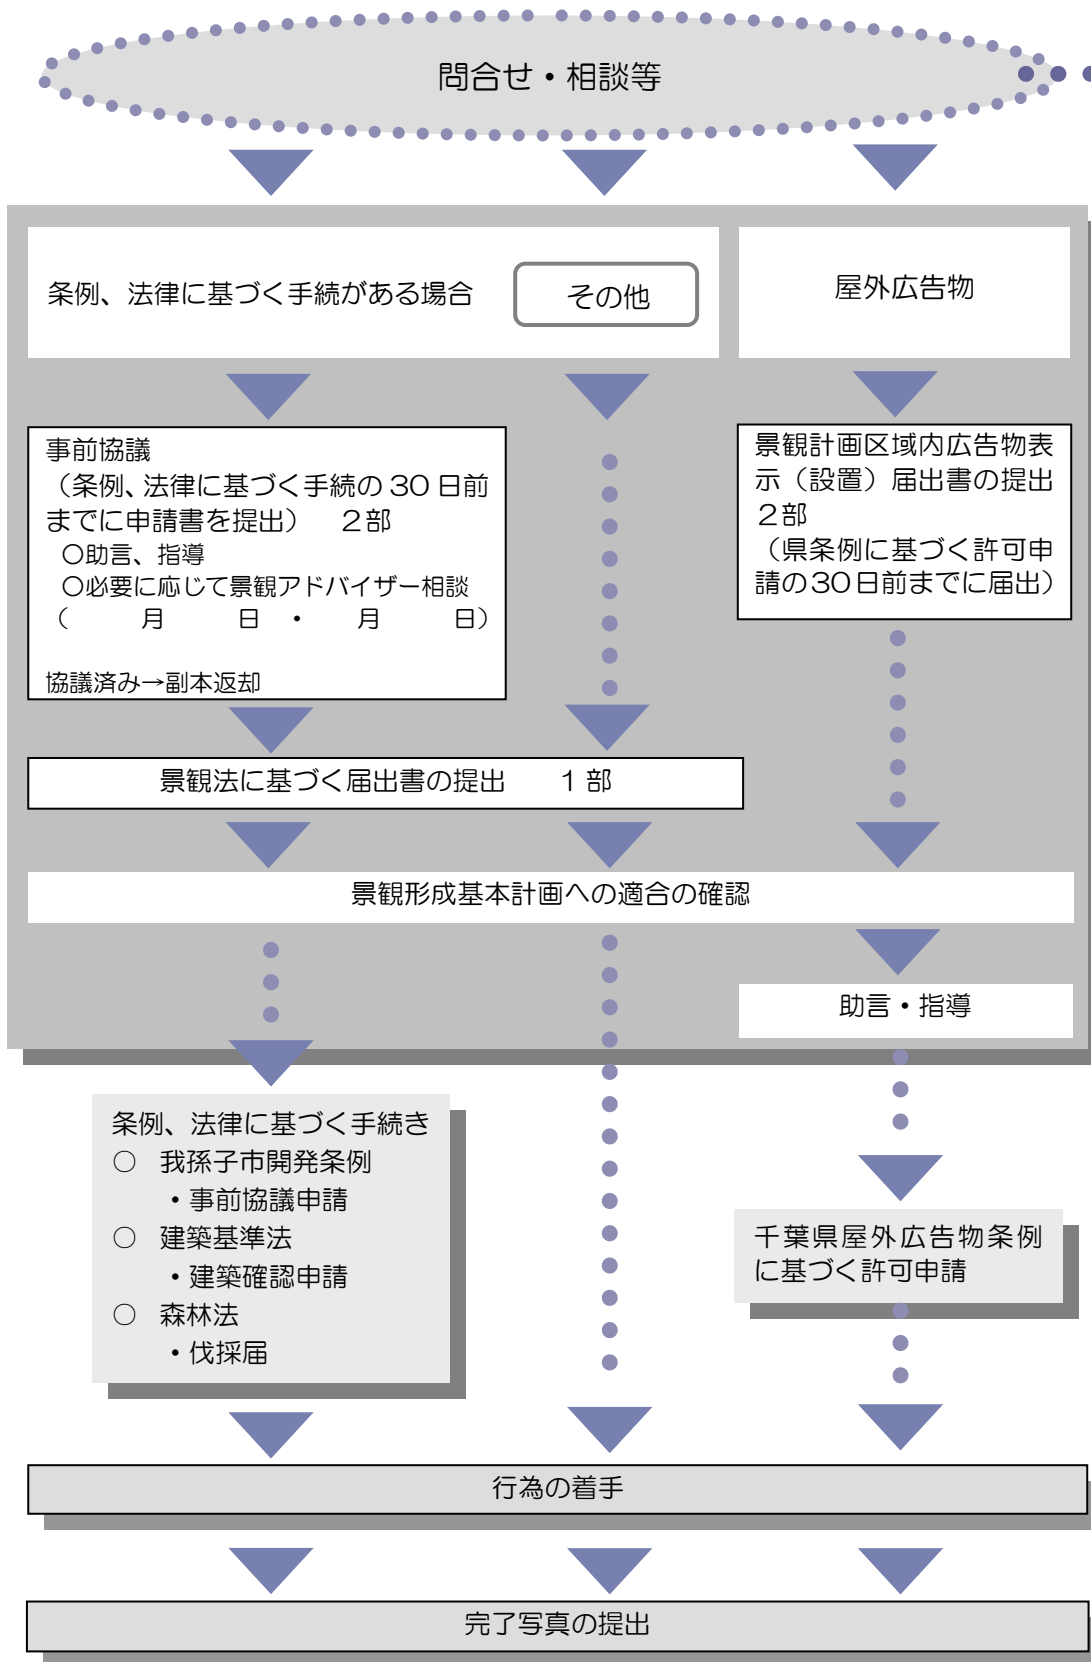 問合せ・相談等
条例、法律に基づく手続がある場合
その他
屋外広告物
事前協議
（条例、法律に基づく手続の30日前
までに申請書を提出）　2部
○助言、指導
○必要に応じて景観アドバイザー相談
（　　　月　　　日　・　　月　　　日）
協議済み→副本返却
景観計画区域内広告物表
示（設置）届出書の提出
2部
（県条例に基づく許可申
請の30日前までに届出）
景観法に基づく届出書の提出　　1部
景観形成基本計画への適合の確認
助言・指導
条例、法律に基づく手続き
○　我孫子市開発条例
・事前協議申請
○　建築基準法
・建築確認申請
○　森林法
・伐採届
千葉県屋外広告物条例
に基づく許可申請
行為の着手
完了写真の提出